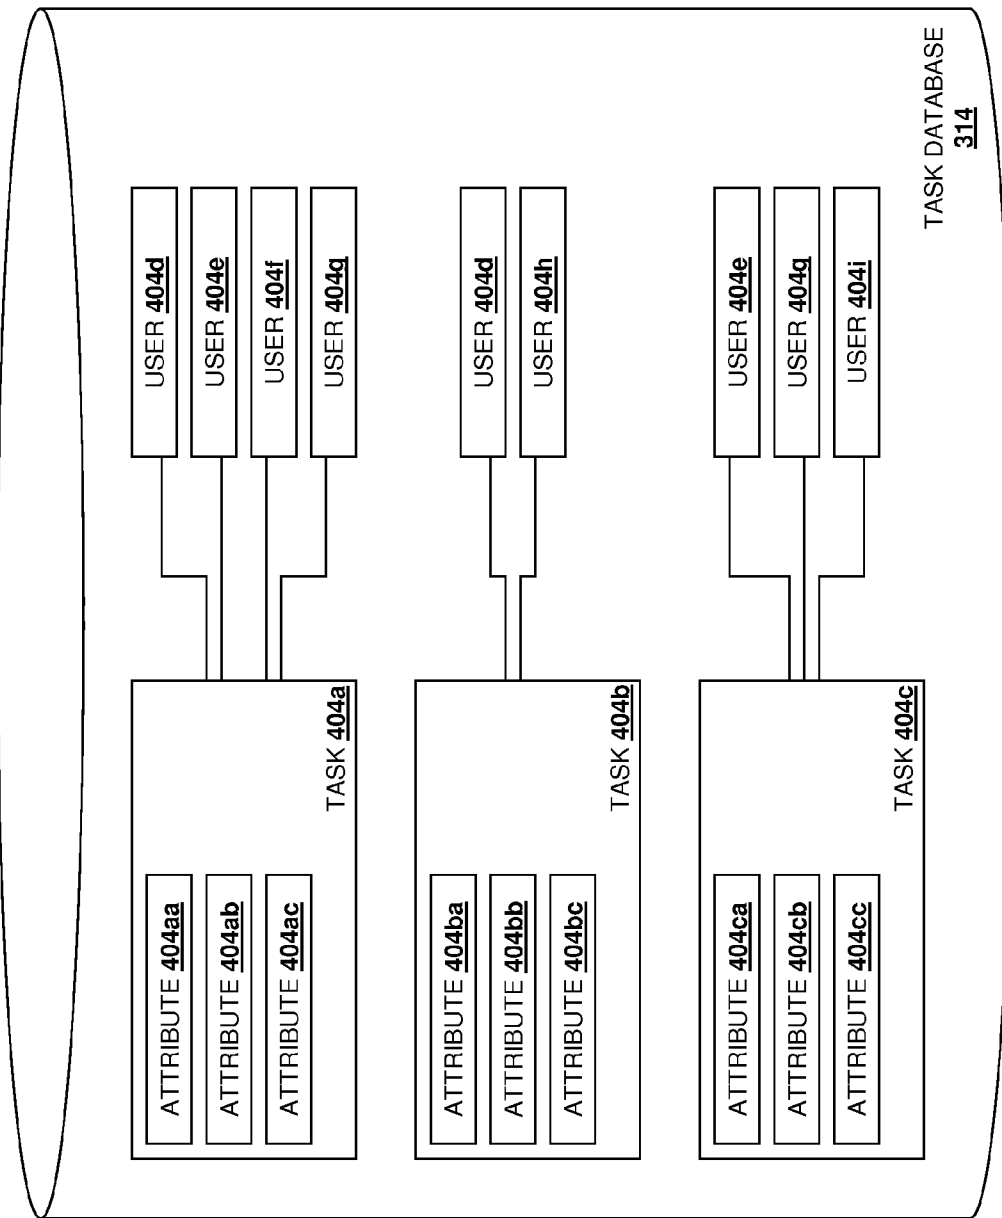 ATTRIBUTE 404aa
ATTRIBUTE 404ab
ATTRIBUTE 404ac
TASK 404a
USER 404d
USER 404e
USER 404f
USER 404g
ATTRIBUTE 404ba
ATTRIBUTE 404bb
ATTRIBUTE 404bc
TASK 404b
USER 404d
USER 404h
ATTRIBUTE 404ca
ATTRIBUTE 404cb
ATTRIBUTE 404cc
TASK 404c
USER 404e
USER 404g
USER 404i
TASK DATABASE
314